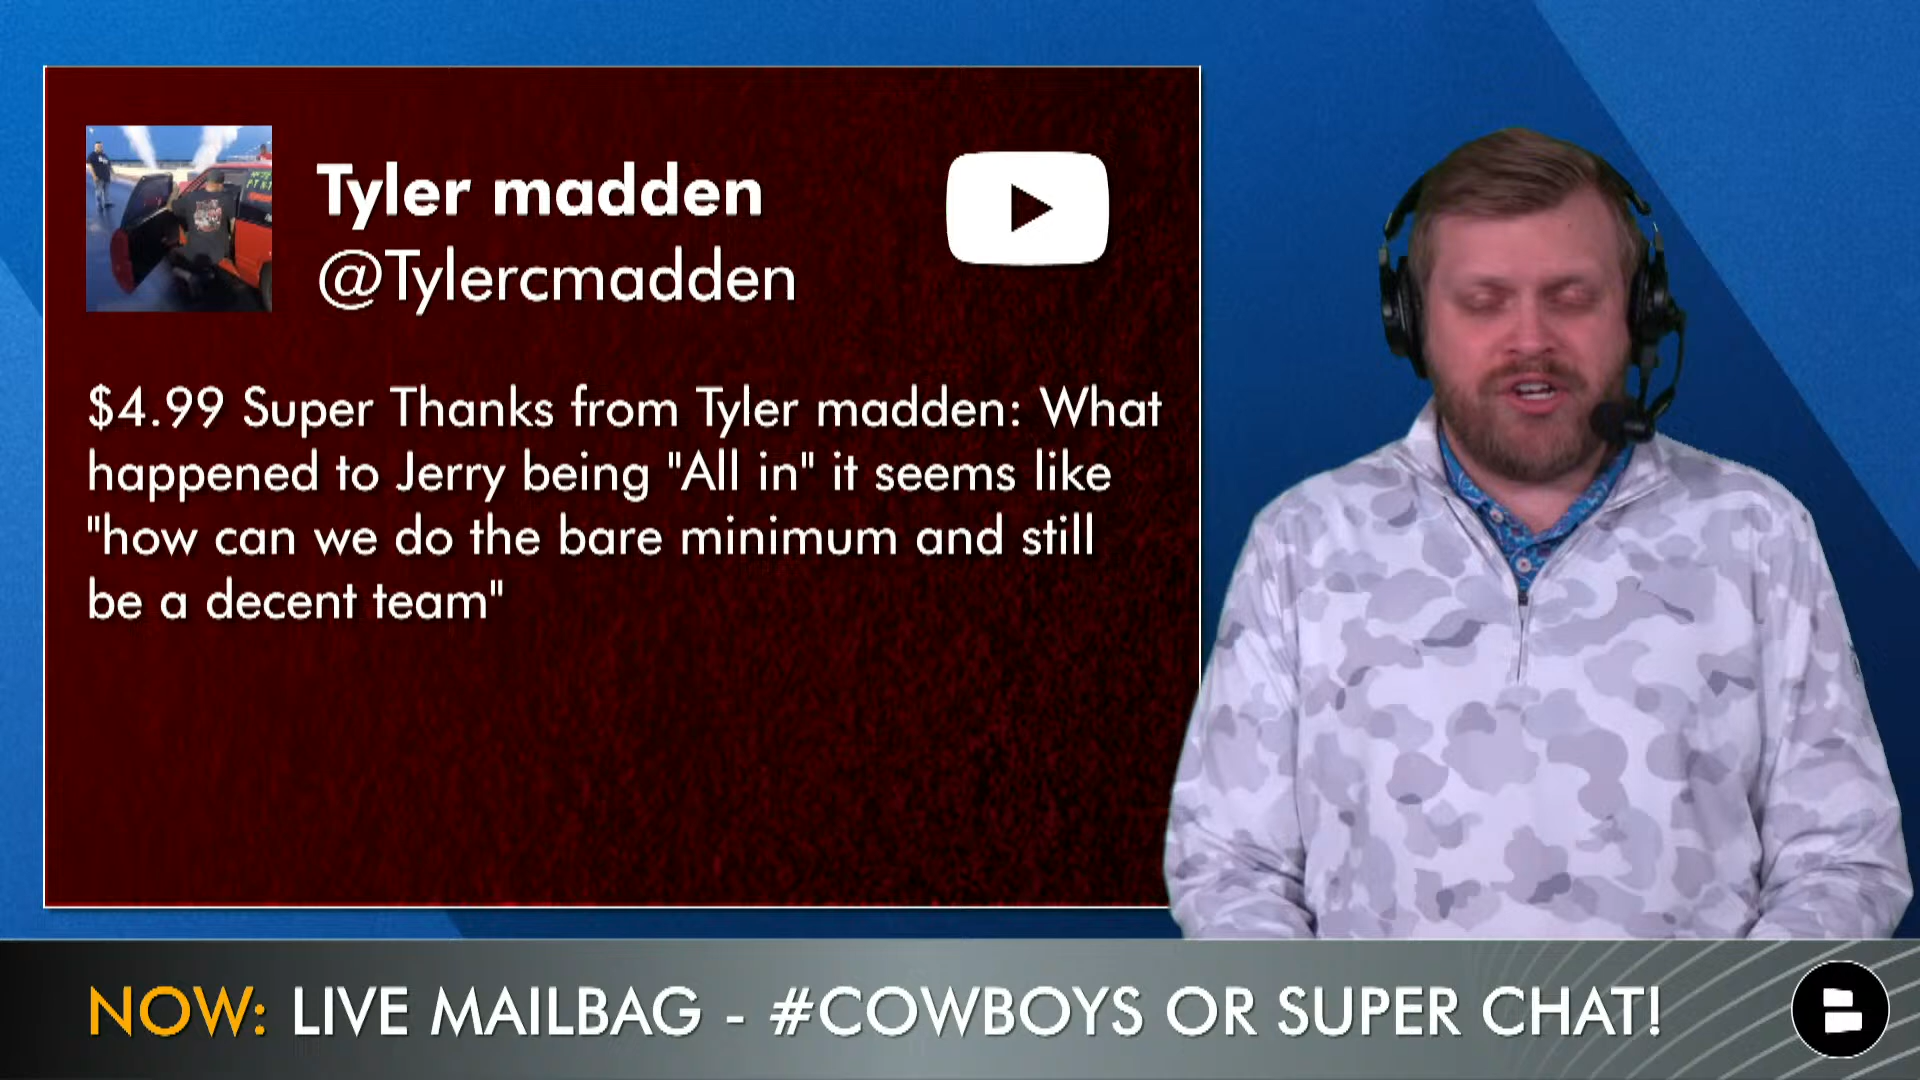 Tyler madden
@Tylercmadden
$4.99 Super Thanks from Tyler madden: What
happened to Jerry being "All in" it seems like
"how can we do the bare minimum and still
be a decent team"
NOW: LIVE MAILBAG - #COWBOYS OR SUPER CHAT!